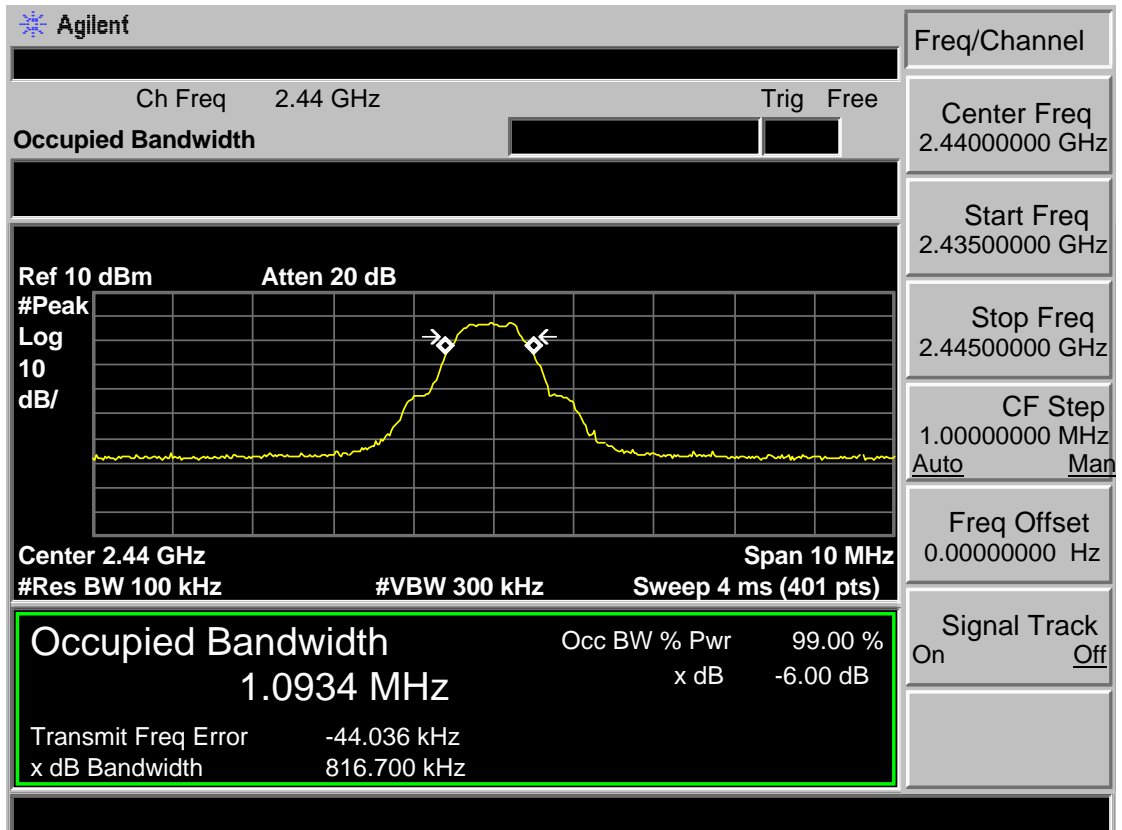 Agilent
Freq/Channel
Ch Freq 2.44 GHz Trig Free
Occupied Bandwidth
Center Freq
2.44000000 GHz
Start Freq
2.43500000 GHz
Stop Freq
2.44500000 GHz
CF Step
1.00000000 MHz
Auto Man
Freq Offset
0.00000000 Hz
Signal Track
On Off
Ref 10 dBm Atten 20 dB
#Peak
Log
10
dB/
Center 2.44 GHz Span 10 MHz
#Res BW 100 kHz #VBW 300 kHz Sweep 4 ms (401 pts)
Occupied Bandwidth Occ BW % Pwr 99.00 %
1.0934 MHz x dB -6.00 dB
Transmit Freq Error -44.036 kHz
x dB Bandwidth 816.700 kHz